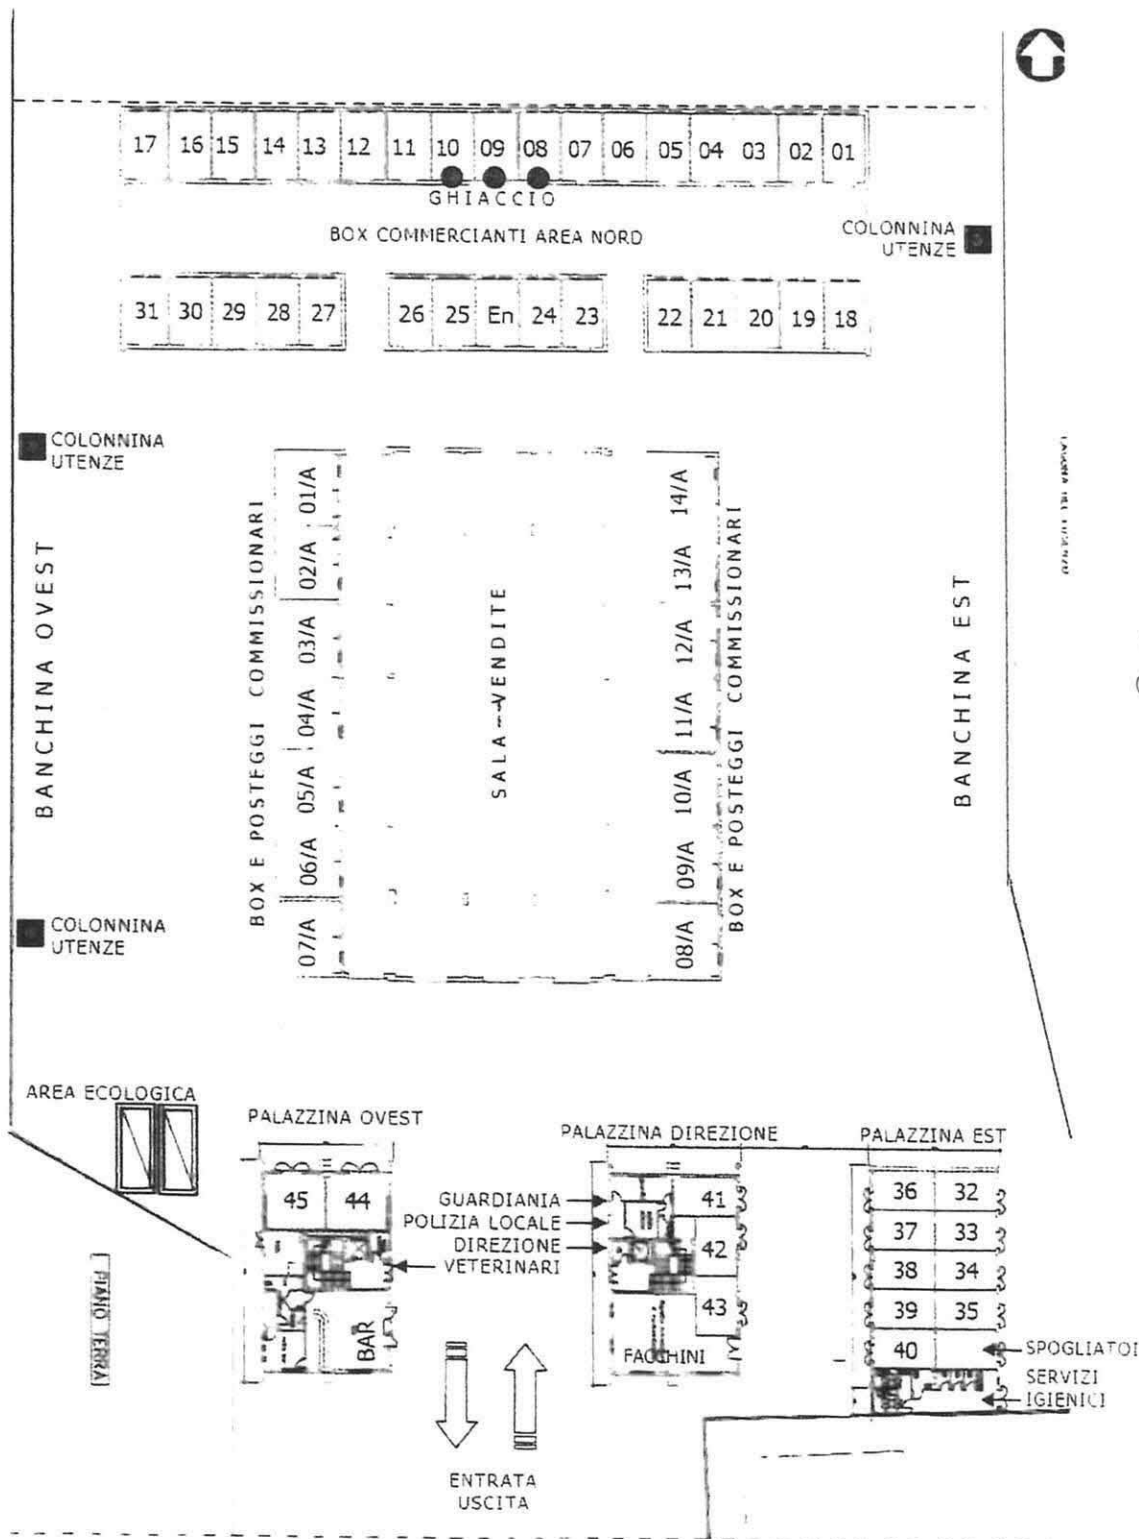 17 16 15 14 13 12 11 10 09 08 07 06 05 04 03 02 01
GHIACCIO
BOX COMMERCIANTI AREA NORD
COLONNINA
UTENZE
31 30 29 28 27 26 25 En 24 23 22 21 20 19 18
COLONNINA
UTENZE
BANCHINA OVEST
BOX E POSTEGGI COMMISSIONARI
01/A
02/A
03/A
04/A
05/A
06/A
07/A
SALA VENDITE
14/A
13/A
12/A
11/A
10/A
09/A
08/A
BOX E POSTEGGI COMMISSIONARI
BANCHINA EST
COLONNINA
UTENZE
AREA ECOLOGICA
PALAZZINA OVEST
45 44
BAR
PALAZZINA DIREZIONE
GUARDIANIA
POLIZIA LOCALE
DIREZIONE
VETERINARI
41
42
43
FACCHINI
PALAZZINA EST
36 32
37 33
38 34
39 35
40
SPOGLIATOI
SERVIZI
IGIENICI
PIANO TERRA
ENTRATA
USCITA